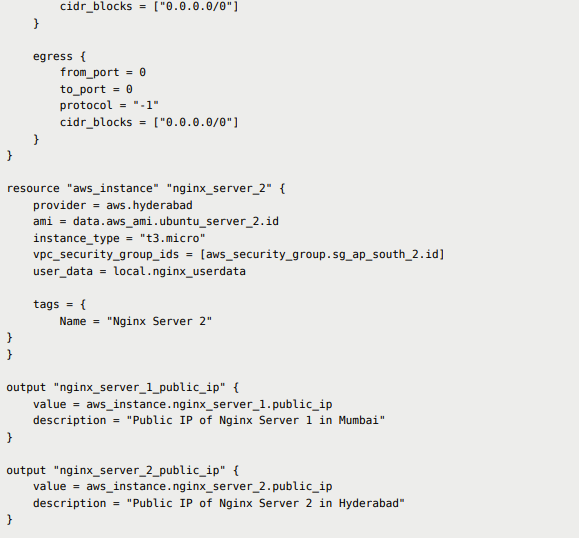 cidr_blocks = ["0.0.0.0/0"]
    }

    egress {
        from_port = 0
        to_port = 0
        protocol = "-1"
        cidr_blocks = ["0.0.0.0/0"]
    }
}

resource "aws_instance" "nginx_server_2" {
    provider = aws.hyderabad
    ami = data.aws_ami.ubuntu_server_2.id
    instance_type = "t3.micro"
    vpc_security_group_ids = [aws_security_group.sg_ap_south_2.id]
    user_data = local.nginx_userdata

    tags = {
        Name = "Nginx Server 2"
}
}

output "nginx_server_1_public_ip" {
    value = aws_instance.nginx_server_1.public_ip
    description = "Public IP of Nginx Server 1 in Mumbai"
}

output "nginx_server_2_public_ip" {
    value = aws_instance.nginx_server_2.public_ip
    description = "Public IP of Nginx Server 2 in Hyderabad"
}